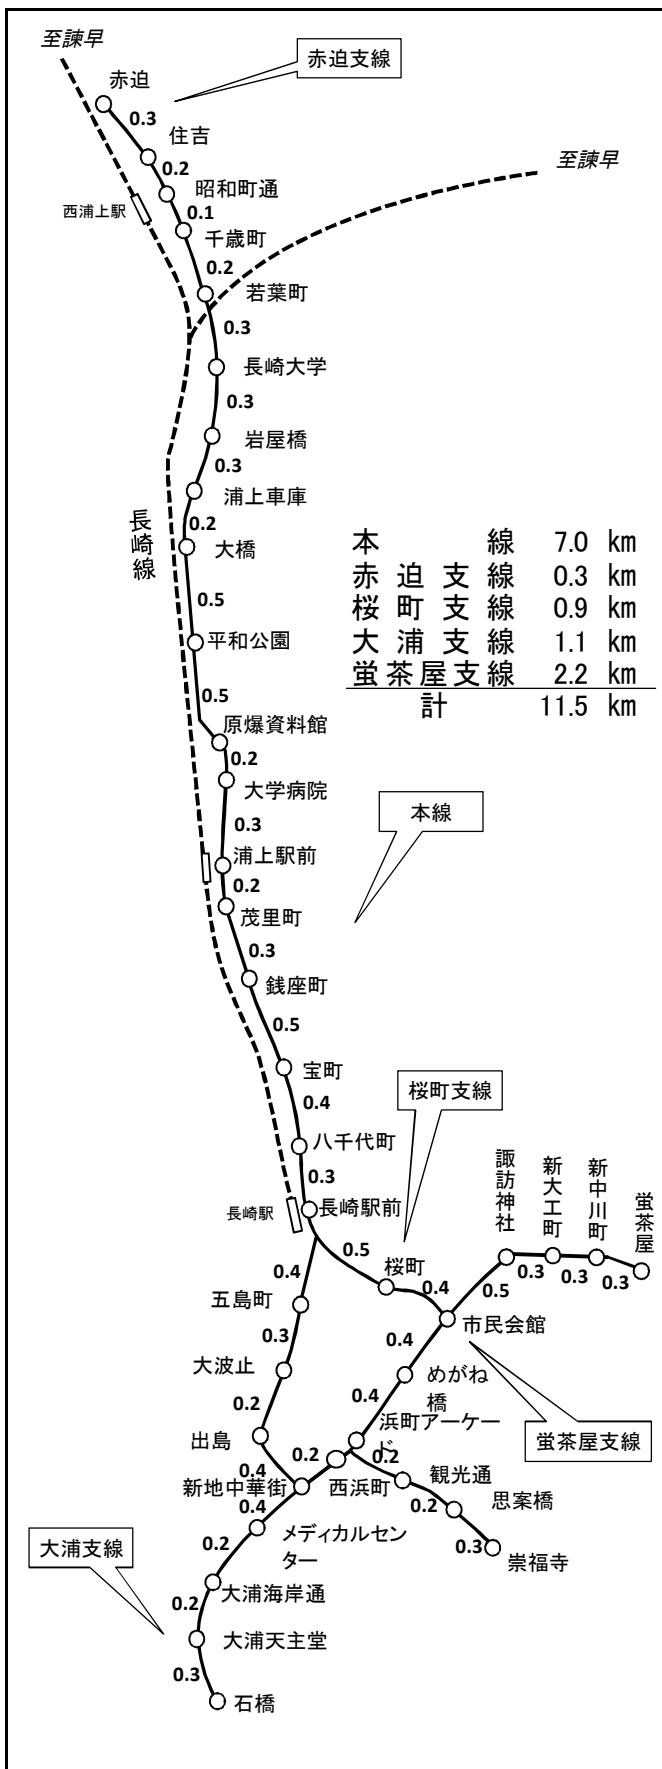 至諫早
赤迫支線
赤迫
0.3
住吉
至諫早
0.2
昭和町通
西浦上駅
0.1
千歳町
0.2
若葉町
0.3
長崎大学
0.3
岩屋橋
0.3
浦上車庫
長崎線
0.2
大橋
本線 7.0 km
赤迫支線 0.3 km
桜町支線 0.9 km
大浦支線 1.1 km
蛍茶屋支線 2.2 km
計 11.5 km
0.5
平和公園
0.5
原爆資料館
0.2
大学病院
本線
0.3
浦上駅前
0.2
茂里町
0.3
銭座町
0.5
宝町
桜町支線
0.4
八千代町
0.3
長崎駅前
長崎駅
諏訪神社
新大工町
新中川町
蛍茶屋
0.5
桜町
0.4
0.5
0.3
0.3
0.3
0.4
五島町
市民会館
0.3
0.4
大波止
めがね
橋
0.2
0.4
浜町アーケー
ド
蛍茶屋支線
出島
0.2
0.2
観光通
0.4
新地中華街
西浜町
0.2
思案橋
0.4
メディカルセン
ター
0.3
崇福寺
大浦支線
0.2
大浦海岸通
0.2
大浦天主堂
0.3
石橋